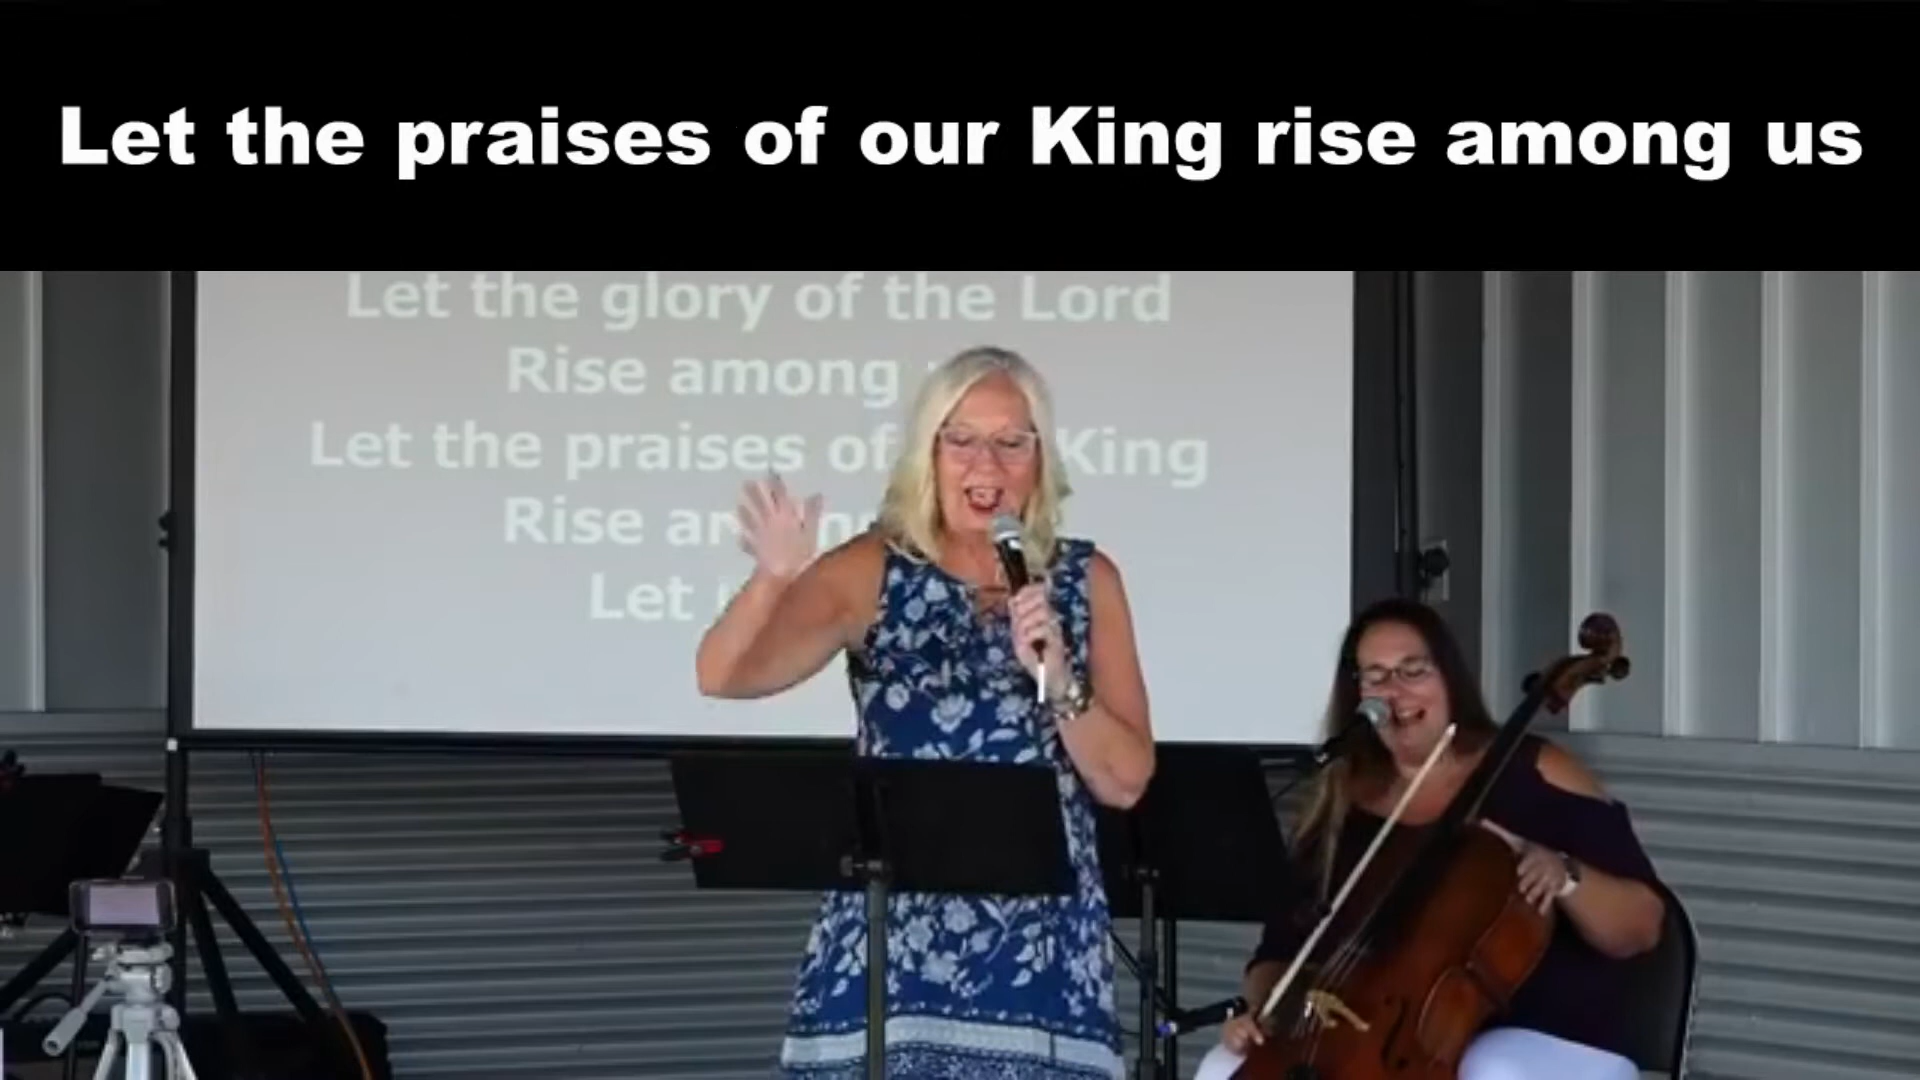 Let the praises of our King rise among us
Let the glory of the Lord
Rise among
Let the praises of King
Rise
Let